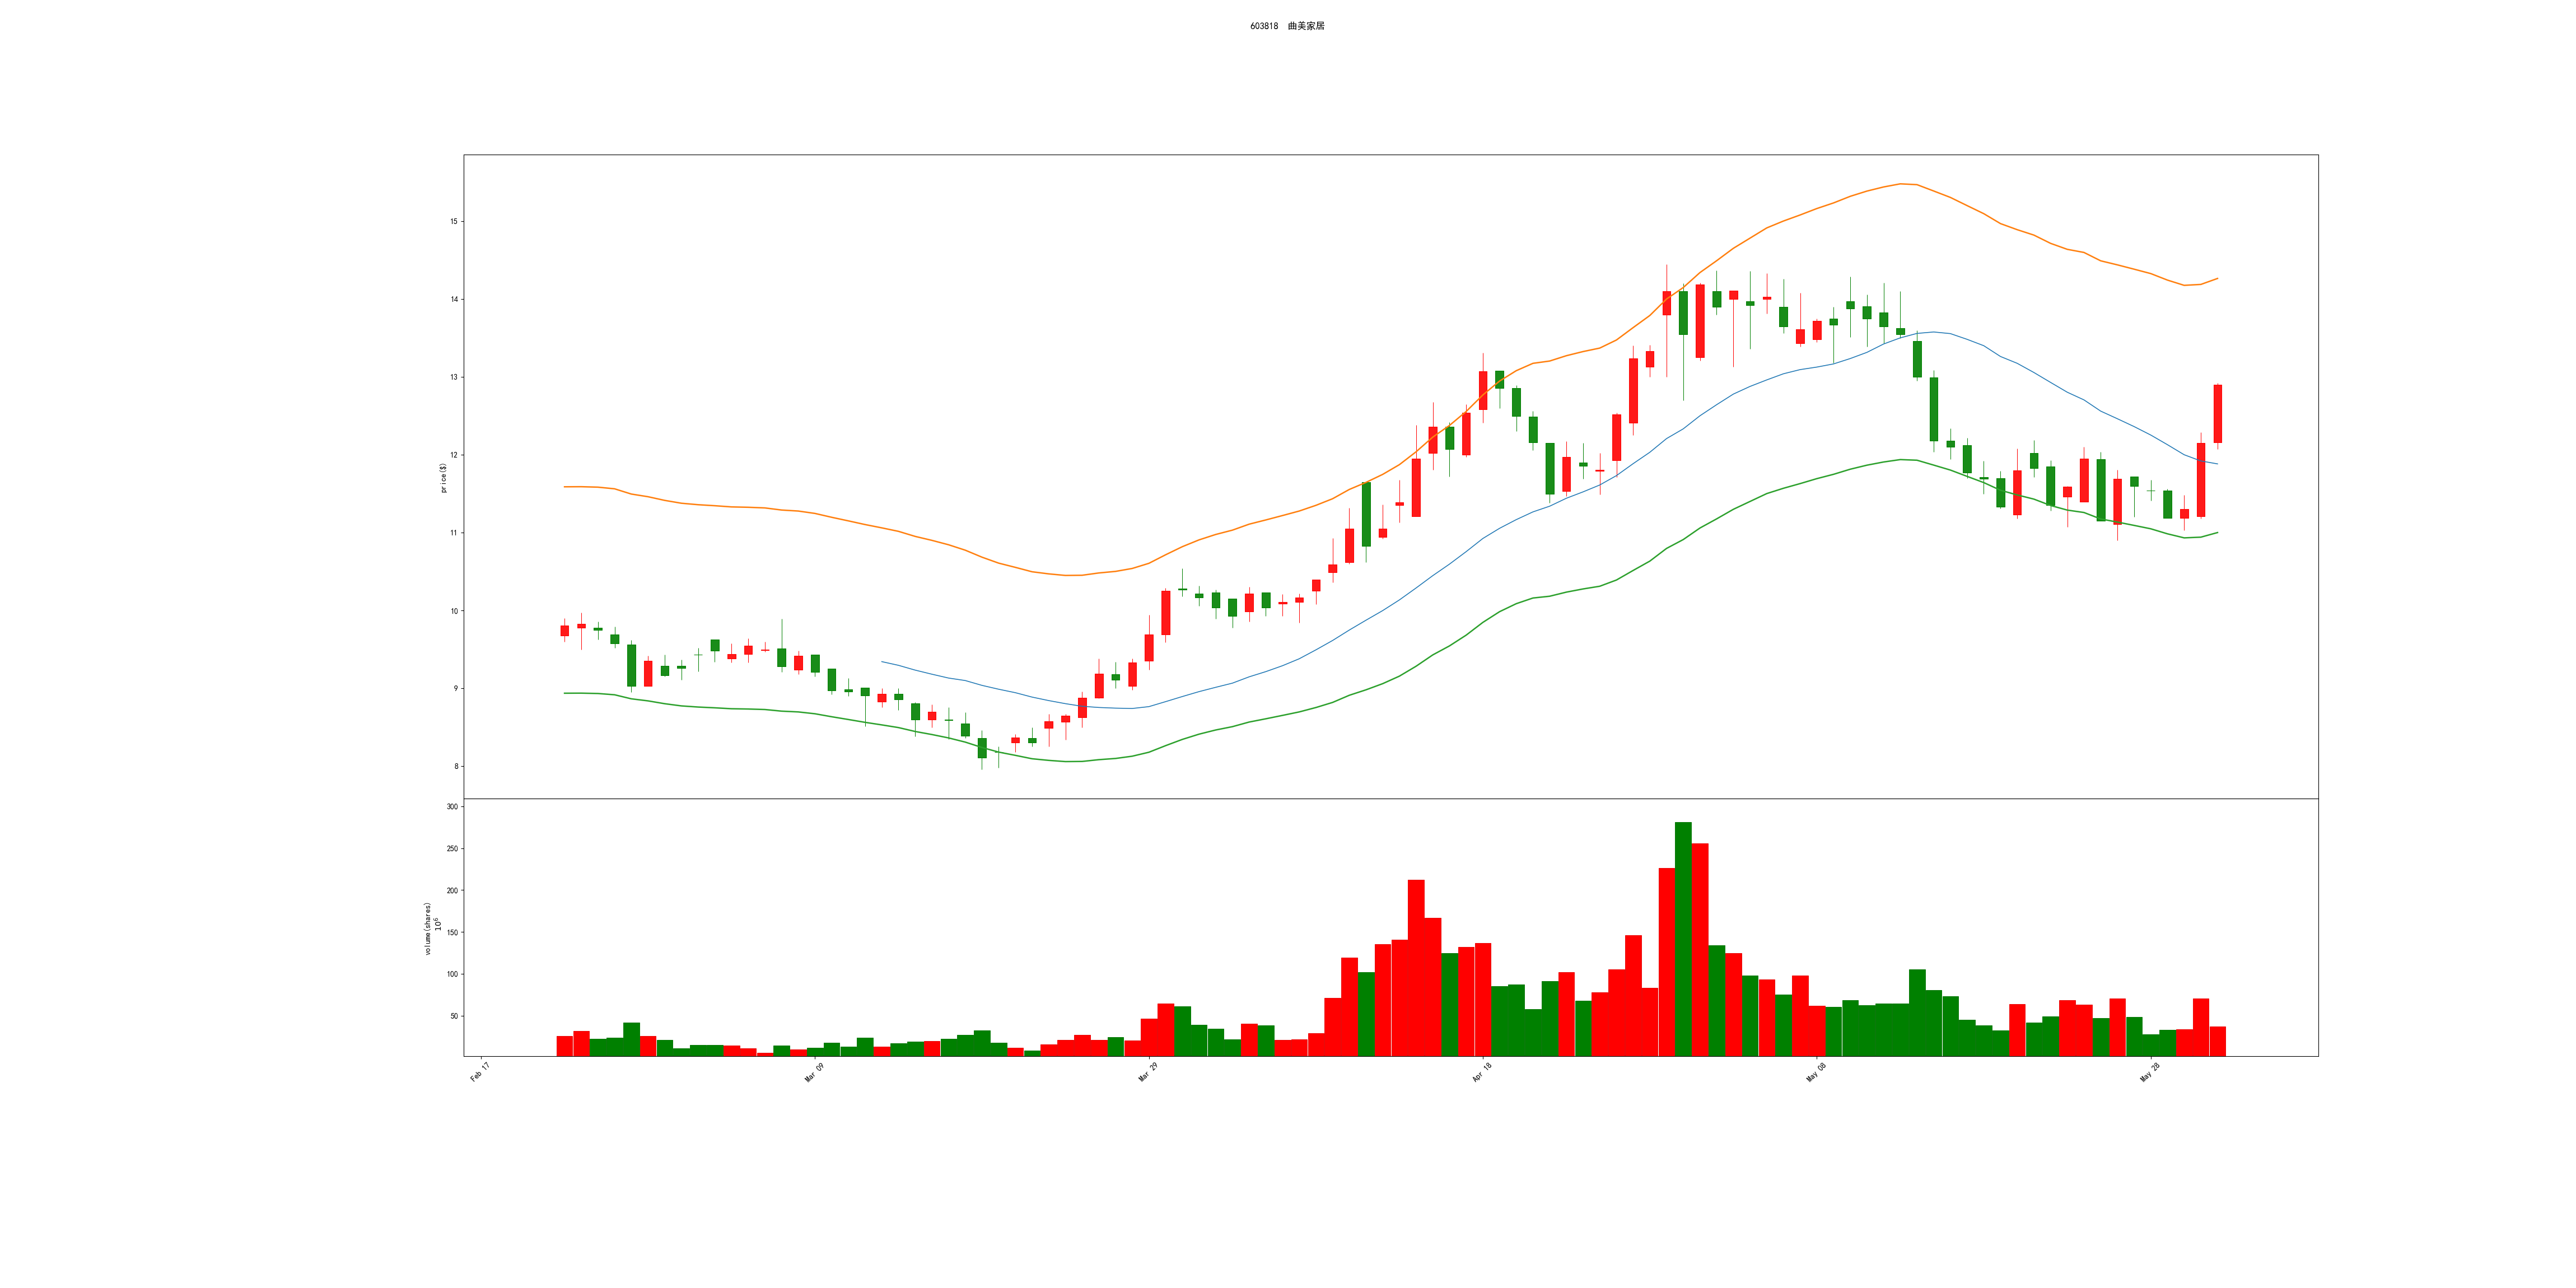 603818 曲美家居
price($)
15
14
13
12
11
10
9
8
volume(shares)
10^6
300
250
200
150
100
50
Feb 17
Mar 09
Mar 29
Apr 18
May 08
May 28